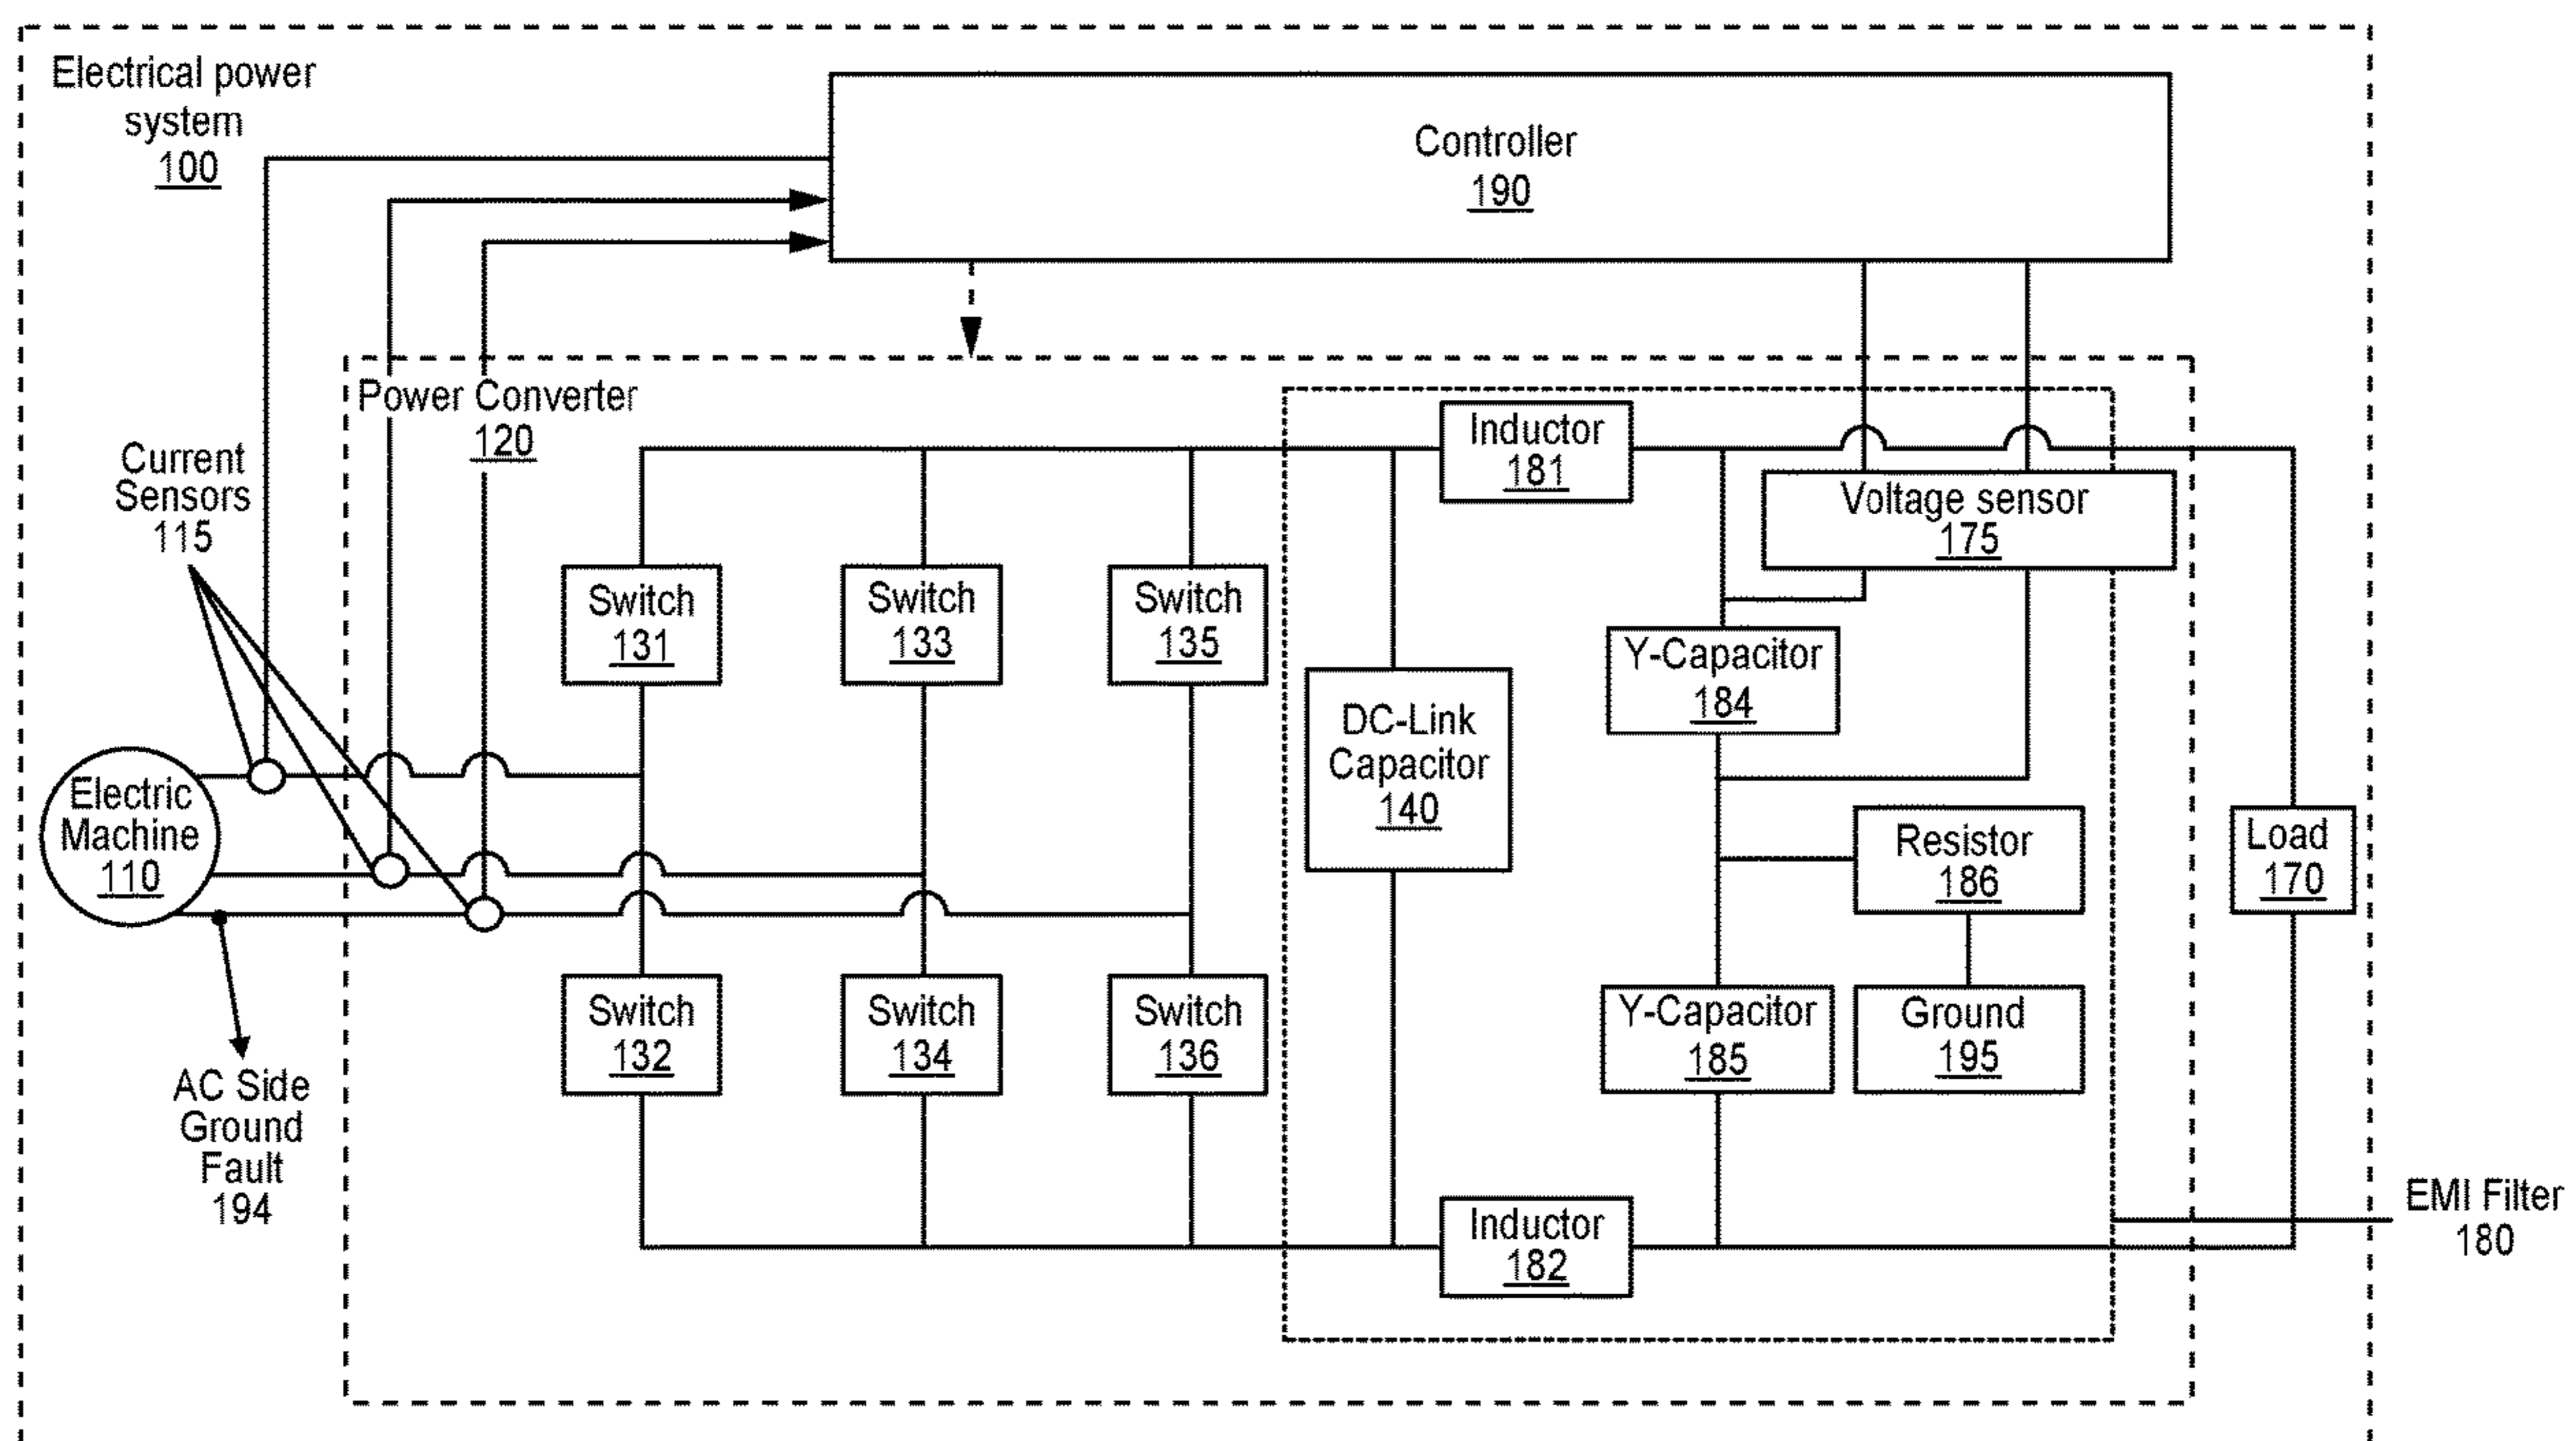 Electrical power
system
100
Controller
190
Power Converter
120
Current
Sensors
115
Inductor
181
Voltage sensor
175
Switch
131
Switch
133
Switch
135
Y-Capacitor
184
DC-Link
Capacitor
140
Electric
Machine
110
Resistor
186
Load
170
Switch
132
Switch
134
Switch
136
Y-Capacitor
185
Ground
195
AC Side
Ground
Fault
194
Inductor
182
EMI Filter
180